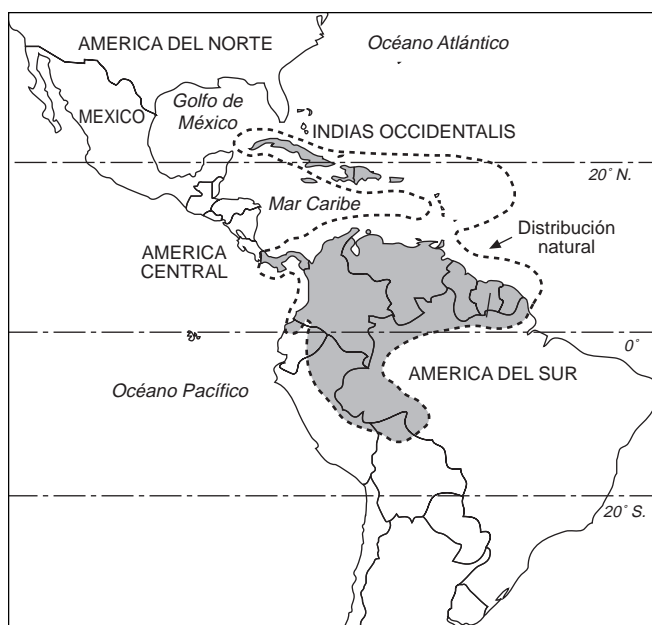 AMERICA DEL NORTE
Océano Atlántico
MEXICO
Golfo de
México
INDIAS OCCIDENTALIS
20˚ N.
Mar Caribe
Distribución
natural
AMERICA
CENTRAL
0˚
AMERICA DEL SUR
Océano Pacífico
20˚ S.